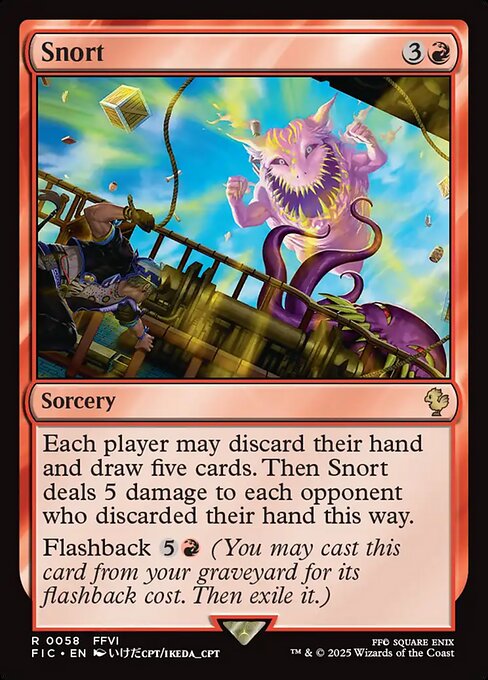 Snort 3
Sorcery
Each player may discard their hand
and draw five cards. Then Snort
deals 5 damage to each opponent
who discarded their hand this way.
Flashback 5 (You may cast this
card from your graveyard for its
flashback cost. Then exile it.)
R 0058 FFVI
FIC • EN いけだCPT/IKEDA_CPT
FF© SQUARE ENIX
™ & © 2025 Wizards of the Coast